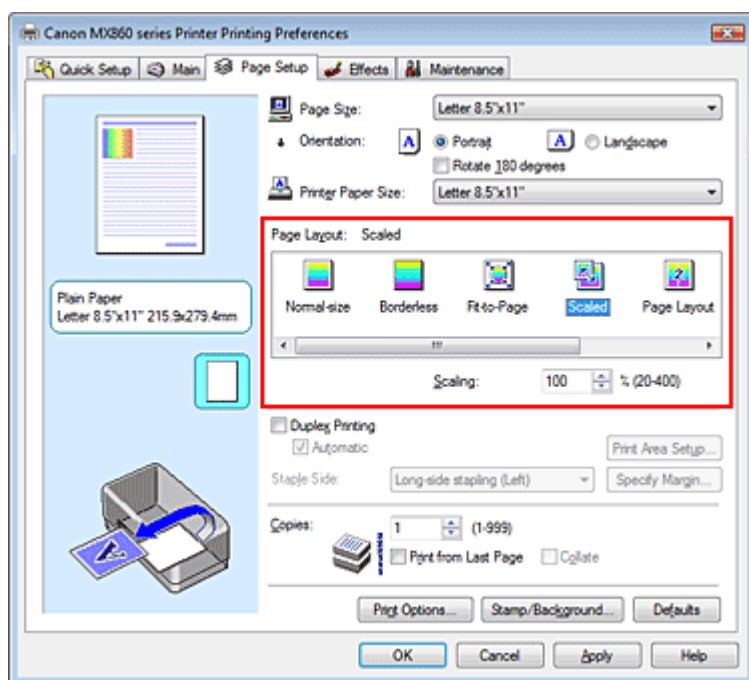 Canon MX860 series Printer Printing Preferences
Quick Setup Main Page Setup Effects Maintenance
Page Size: Letter 8.5"x11"
Orientation: A Portrait A Landscape
Rotate 180 degrees
Printer Paper Size: Letter 8.5"x11"
Page Layout: Scaled
Normal-size Borderless Fit-to-Page Scaled Page Layout
Scaling: 100 % (20-400)
Plain Paper
Letter 8.5"x11" 215.9x279.4mm
Duplex Printing
Automatic
Print Area Setup...
Staple Side: Long-side stapling (Left) Specify Margin...
Copies: 1 (1-999)
Print from Last Page Collate
Print Options... Stamp/Background... Defaults
OK Cancel Apply Help